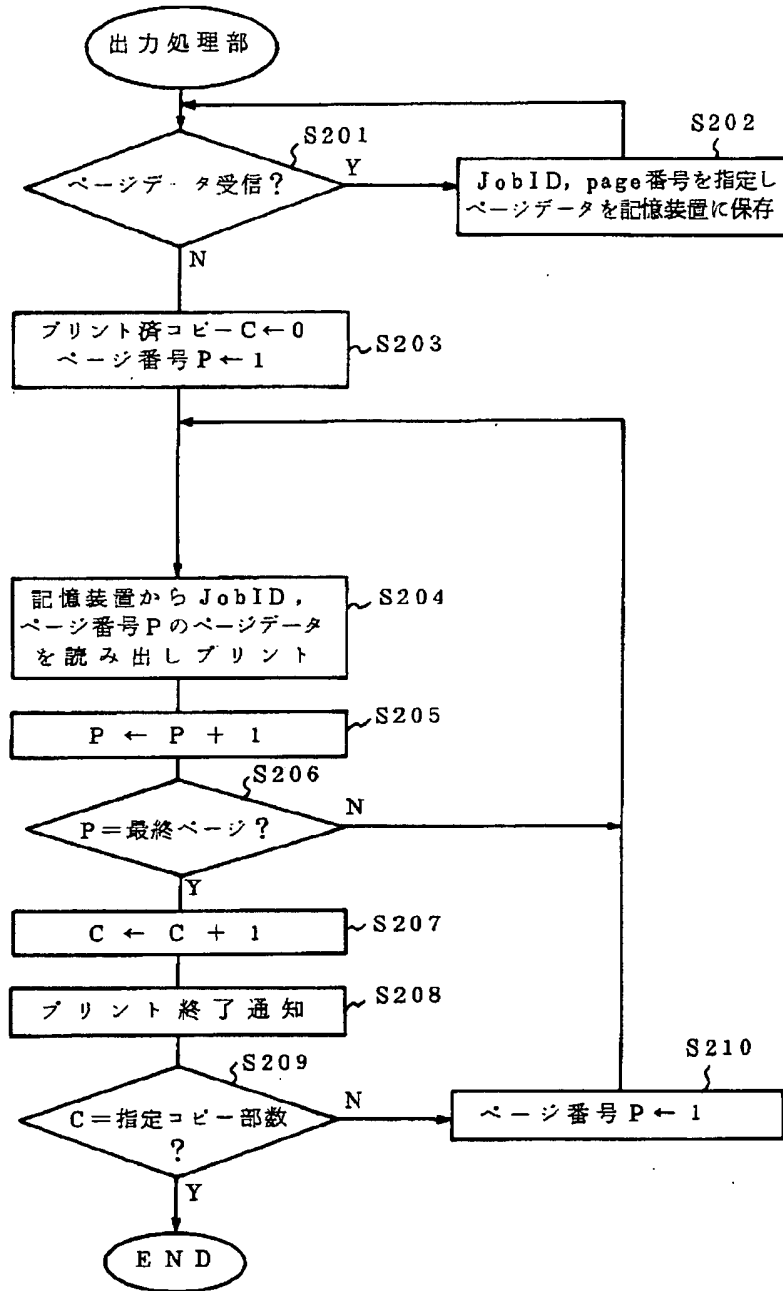 出力処理部
S201
ページデータ受信?
Y
N
S202
JobID,page番号を指定し
ページデータを記憶装置に保存
プリント済コピーC←0
ページ番号P←1
S203
記憶装置からJobID,
ページ番号Pのページデータ
を読み出しプリント
S204
P ← P + 1
S205
S206
P=最終ページ?
N
Y
C ← C + 1
S207
プリント終了通知
S208
S209
C=指定コピー部数
?
N
Y
S210
ページ番号P←1
END